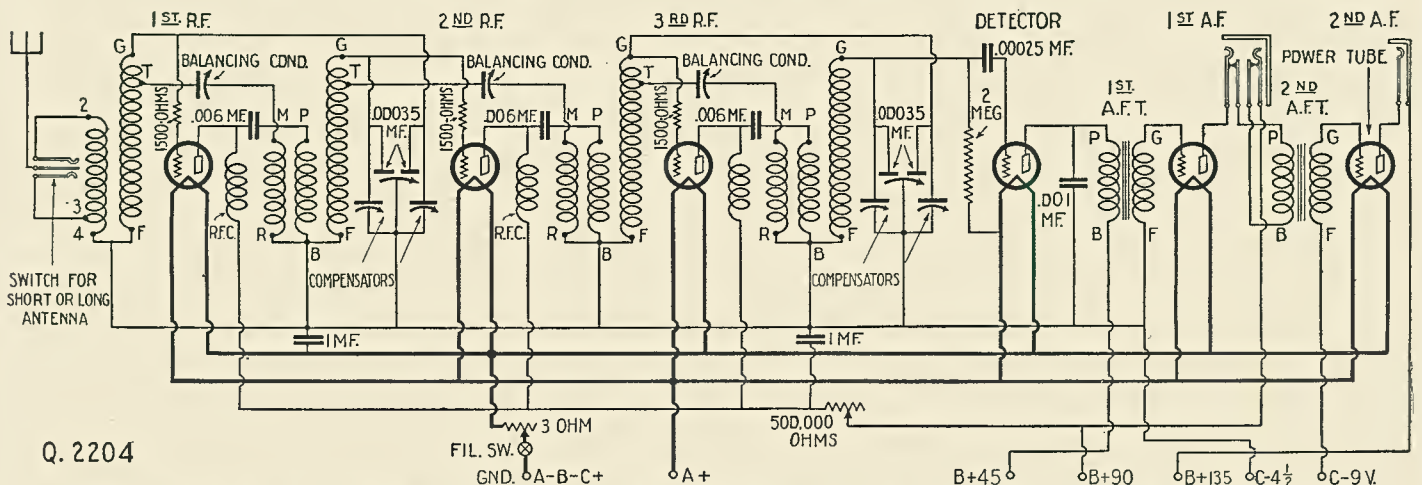 1ST. R.F.
2ND R.F.
3RD R.F.
DETECTOR
1ST A.F.
2ND A.F.
G
T
BALANCING COND.
1500-OHMS
.006 MF.
M P
R.F.C.
R
B
F
2
3
4
F
SWITCH FOR
SHORT OR LONG
ANTENNA
G
T
.00035
MF.
COMPENSATORS
BALANCING COND.
1500-OHMS
.006 MF.
M P
R.F.C.
R
B
F
G
T
BALANCING COND.
1500-OHMS
.006 MF.
M P
R
B
F
G
.00035
MF.
COMPENSATORS
2
MEG
.00025 MF.
.001
MF.
1ST.
A.F.T.
P
G
B
F
POWER TUBE
2ND
A.F.T.
P
G
B
F
1 MF.
1 MF.
3 OHM
FIL. SW.
500,000
OHMS
Q. 2204
GND.
A-B-C+
A+
B+45
B+90
B+135
C-4½
C-9 V.